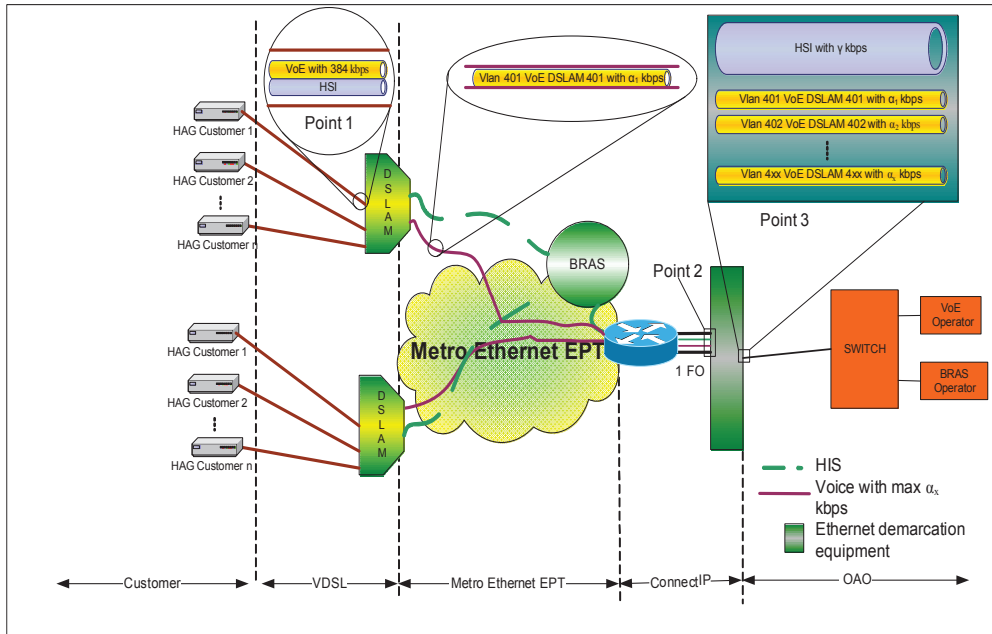 VoE with 384 kbps
HSI
Point 1
Vlan 401 VoE DSLAM 401 with α₁ kbps
HSI with γ kbps
Vlan 401 VoE DSLAM 401 with α₁ kbps
Vlan 402 VoE DSLAM 402 with α₂ kbps
Vlan 4xx VoE DSLAM 4xx with αₓ kbps
Point 3
HAG Customer 1
HAG Customer 2
HAG Customer n
DSLAM
BRAS
Point 2
Metro Ethernet EPT
1 FO
SWITCH
VoE
Operator
BRAS
Operator
HAG Customer 1
HAG Customer 2
HAG Customer n
DSLAM
HIS
Voice with max αₓ
kbps
Ethernet demarcation
equipment
Customer
VDSL
Metro Ethernet EPT
ConnectIP
OAO